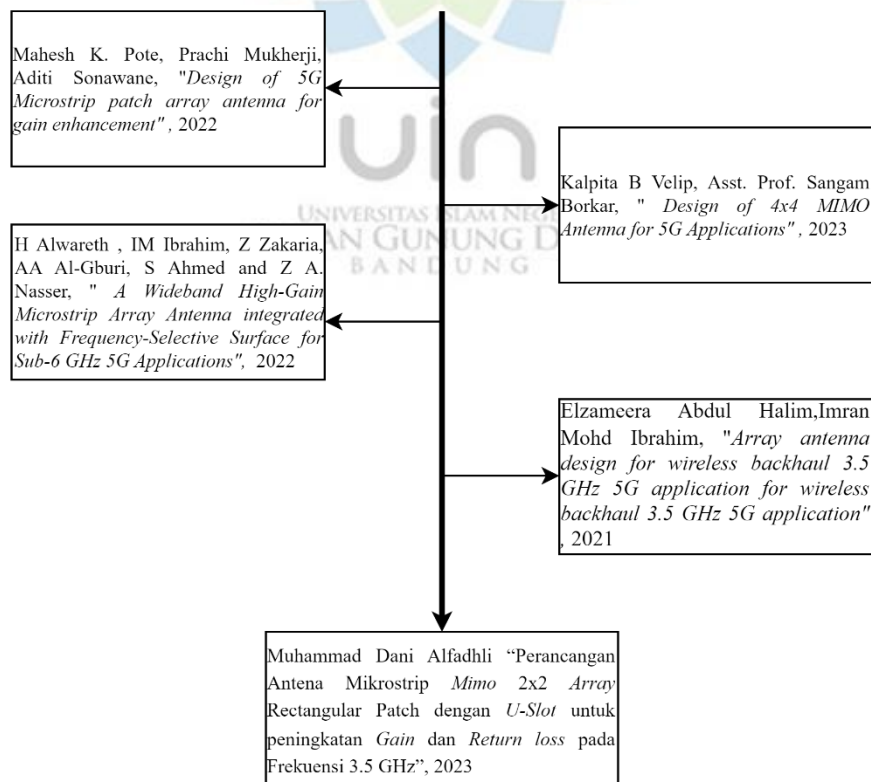 Mahesh K. Pote, Prachi Mukherji,
Aditi Sonawane, "Design of 5G
Microstrip patch array antenna for
gain enhancement" , 2022
uin
UNIVERSITAS ISLAM NEGE
AN GUNUNG D
BANDUNG
Kalpita B Velip, Asst. Prof. Sangam
Borkar, " Design of 4x4 MIMO
Antenna for 5G Applications" , 2023
H Alwareth , IM Ibrahim, Z Zakaria,
AA Al-Gburi, S Ahmed and Z A.
Nasser, " A Wideband High-Gain
Microstrip Array Antenna integrated
with Frequency-Selective Surface for
Sub-6 GHz 5G Applications", 2022
Elzameera Abdul Halim,Imran
Mohd Ibrahim, "Array antenna
design for wireless backhaul 3.5
GHz 5G application for wireless
backhaul 3.5 GHz 5G application"
, 2021
Muhammad Dani Alfadhli “Perancangan
Antena Mikrostrip Mimo 2x2 Array
Rectangular Patch dengan U-Slot untuk
peningkatan Gain dan Return loss pada
Frekuensi 3.5 GHz”, 2023